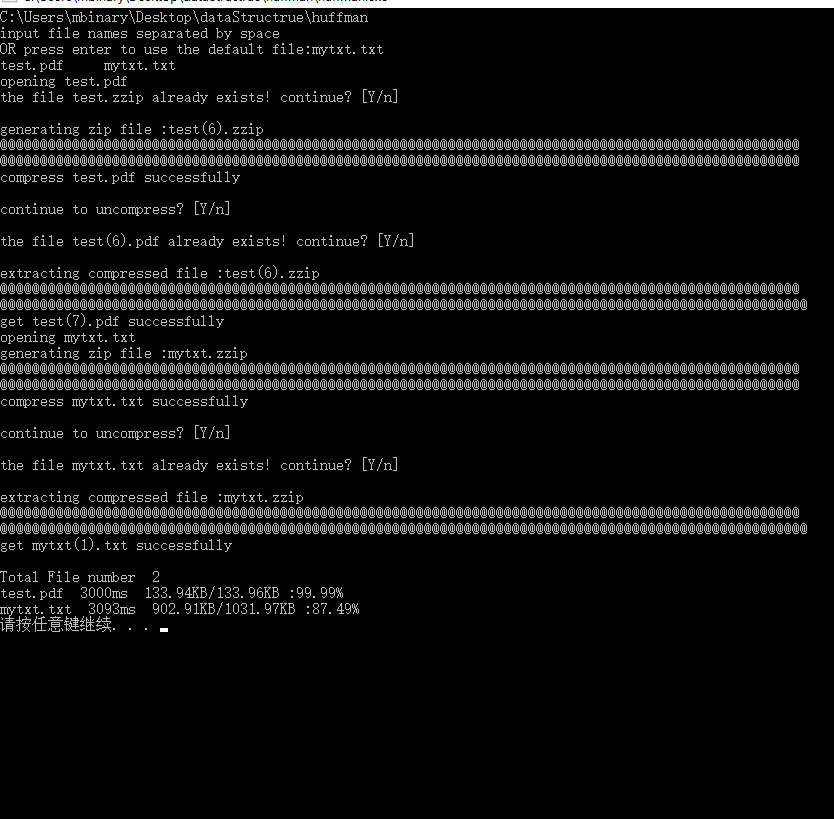 C:\Users\mbinary\Desktop\dataStructrue\huffman
input file names separated by space
OR press enter to use the default file:mytxt.txt
test.pdf     mytxt.txt
opening test.pdf
the file test.zzip already exists! continue? [Y/n]
generating zip file :test(6).zzip
@@@@@@@@@@@@@@@@@@@@@@@@@@@@@@@@@@@@@@@@@@@@@@@@@@@@@@@@@@@@@@@@@@@@@@@@@@@@@@@@@@@@@@@@@@@@@@@@@@@@
@@@@@@@@@@@@@@@@@@@@@@@@@@@@@@@@@@@@@@@@@@@@@@@@@@@@@@@@@@@@@@@@@@@@@@@@@@@@@@@@@@@@@@@@@@@@@@@@@@@@
compress test.pdf successfully
continue to uncompress? [Y/n]
the file test(6).pdf already exists! continue? [Y/n]
extracting compressed file :test(6).zzip
@@@@@@@@@@@@@@@@@@@@@@@@@@@@@@@@@@@@@@@@@@@@@@@@@@@@@@@@@@@@@@@@@@@@@@@@@@@@@@@@@@@@@@@@@@@@@@@@@@@@
@@@@@@@@@@@@@@@@@@@@@@@@@@@@@@@@@@@@@@@@@@@@@@@@@@@@@@@@@@@@@@@@@@@@@@@@@@@@@@@@@@@@@@@@@@@@@@@@@@@@@
get test(7).pdf successfully
opening mytxt.txt
generating zip file :mytxt.zzip
@@@@@@@@@@@@@@@@@@@@@@@@@@@@@@@@@@@@@@@@@@@@@@@@@@@@@@@@@@@@@@@@@@@@@@@@@@@@@@@@@@@@@@@@@@@@@@@@@@@@
@@@@@@@@@@@@@@@@@@@@@@@@@@@@@@@@@@@@@@@@@@@@@@@@@@@@@@@@@@@@@@@@@@@@@@@@@@@@@@@@@@@@@@@@@@@@@@@@@@@@
compress mytxt.txt successfully
continue to uncompress? [Y/n]
the file mytxt.txt already exists! continue? [Y/n]
extracting compressed file :mytxt.zzip
@@@@@@@@@@@@@@@@@@@@@@@@@@@@@@@@@@@@@@@@@@@@@@@@@@@@@@@@@@@@@@@@@@@@@@@@@@@@@@@@@@@@@@@@@@@@@@@@@@@@
@@@@@@@@@@@@@@@@@@@@@@@@@@@@@@@@@@@@@@@@@@@@@@@@@@@@@@@@@@@@@@@@@@@@@@@@@@@@@@@@@@@@@@@@@@@@@@@@@@@@@
get mytxt(1).txt successfully
Total File number  2
test.pdf  3000ms  133.94KB/133.96KB :99.99%
mytxt.txt  3093ms  902.91KB/1031.97KB :87.49%
请按任意键继续. . .